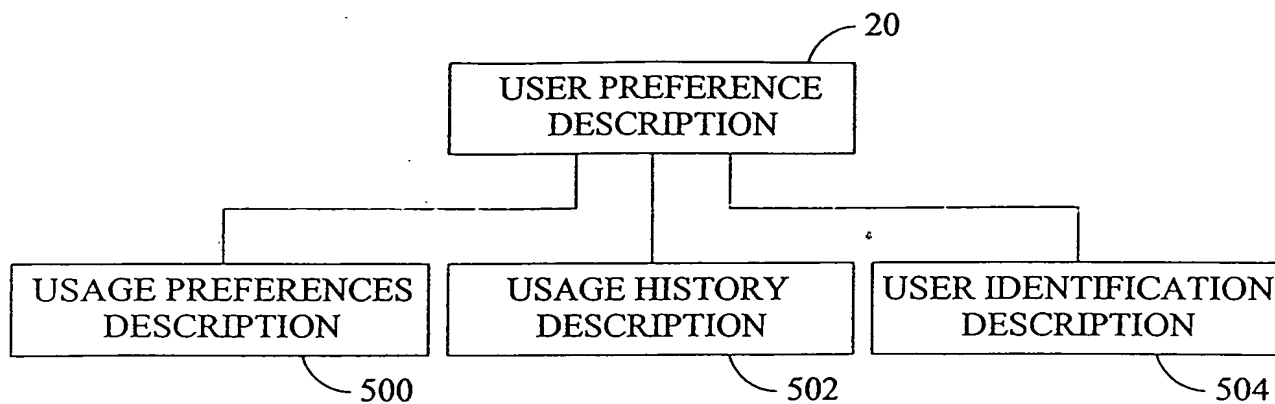 20
USER PREFERENCE
DESCRIPTION
USAGE PREFERENCES
DESCRIPTION
500
USAGE HISTORY
DESCRIPTION
502
USER IDENTIFICATION
DESCRIPTION
504